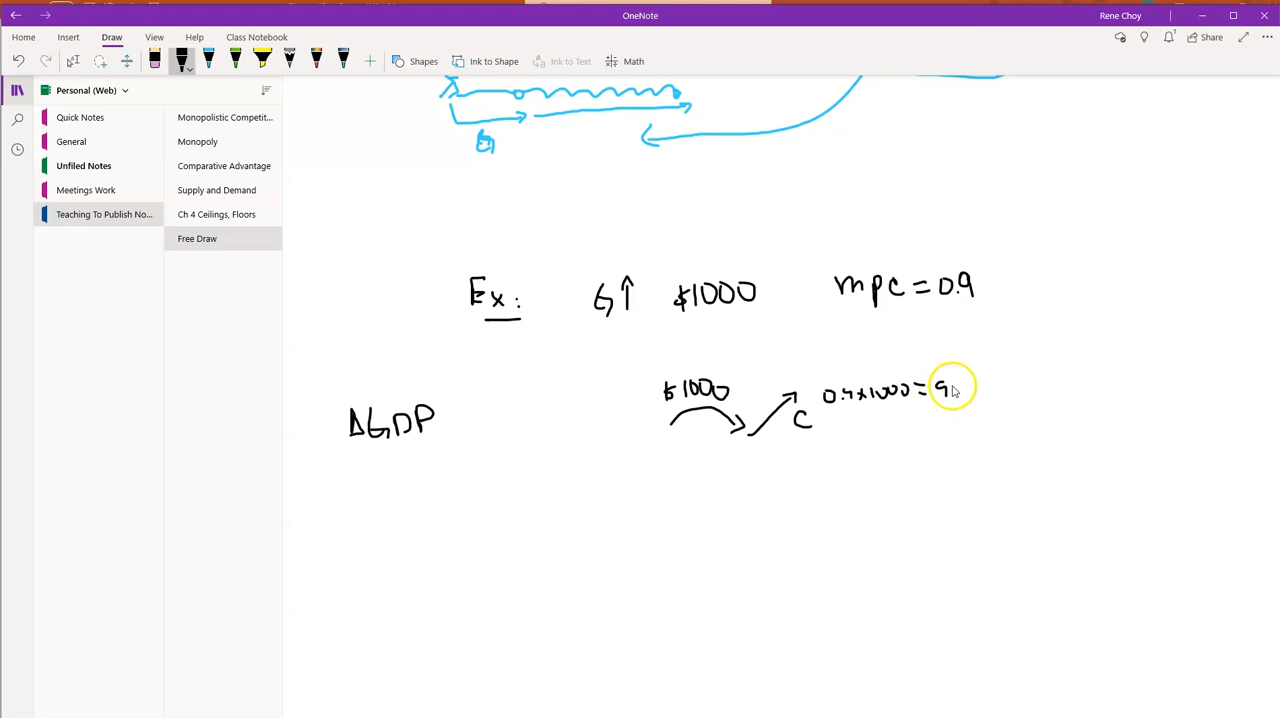 OneNote
Rene Choy
Home Insert Draw View Help Class Notebook
Share
Shapes Ink to Shape Ink to Text Math
Personal (Web)
Quick Notes
General
Unfiled Notes
Meetings Work
Teaching To Publish No...
Monopolistic Competit...
Monopoly
Comparative Advantage
Supply and Demand
Ch 4 Ceilings, Floors
Free Draw
G
Ex: G↑ $1000 mpc = 0.9
$1000
0.9x1000 = 9
C
ΔGDP